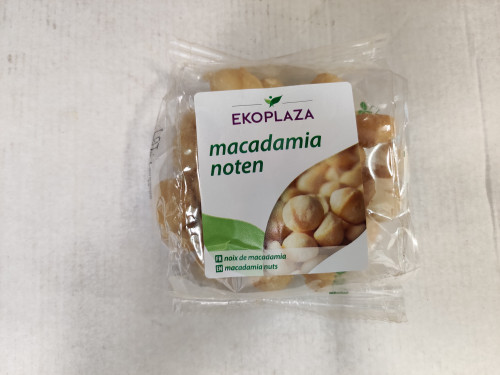 EKOPLAZA
macadamia
noten
FR noix de macadamia
EN macadamia nuts